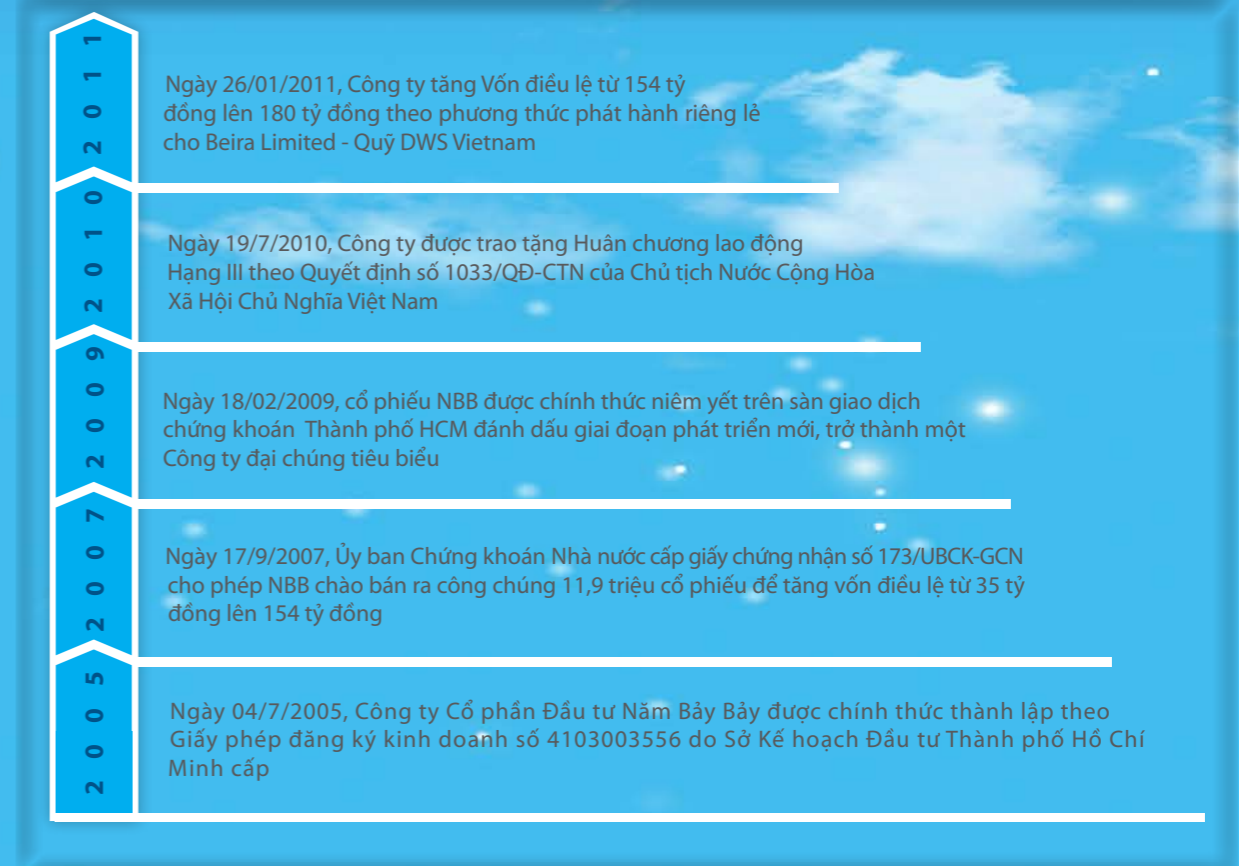 2011
Ngày 26/01/2011, Công ty tăng Vốn điều lệ từ 154 tỷ
đồng lên 180 tỷ đồng theo phương thức phát hành riêng lẻ
cho Beira Limited - Quỹ DWS Vietnam
2010
Ngày 19/7/2010, Công ty được trao tặng Huân chương lao động
Hạng III theo Quyết định số 1033/QĐ-CTN của Chủ tịch Nước Cộng Hòa
Xã Hội Chủ Nghĩa Việt Nam
2009
Ngày 18/02/2009, cổ phiếu NBB được chính thức niêm yết trên sàn giao dịch
chứng khoán Thành phố HCM đánh dấu giai đoạn phát triển mới, trở thành một
Công ty đại chúng tiêu biểu
2007
Ngày 17/9/2007, Ủy ban Chứng khoán Nhà nước cấp giấy chứng nhận số 173/UBCK-GCN
cho phép NBB chào bán ra công chúng 11,9 triệu cổ phiếu để tăng vốn điều lệ từ 35 tỷ
đồng lên 154 tỷ đồng
2005
Ngày 04/7/2005, Công ty Cổ phần Đầu tư Năm Bảy Bảy được chính thức thành lập theo
Giấy phép đăng ký kinh doanh số 4103003556 do Sở Kế hoạch Đầu tư Thành phố Hồ Chí
Minh cấp